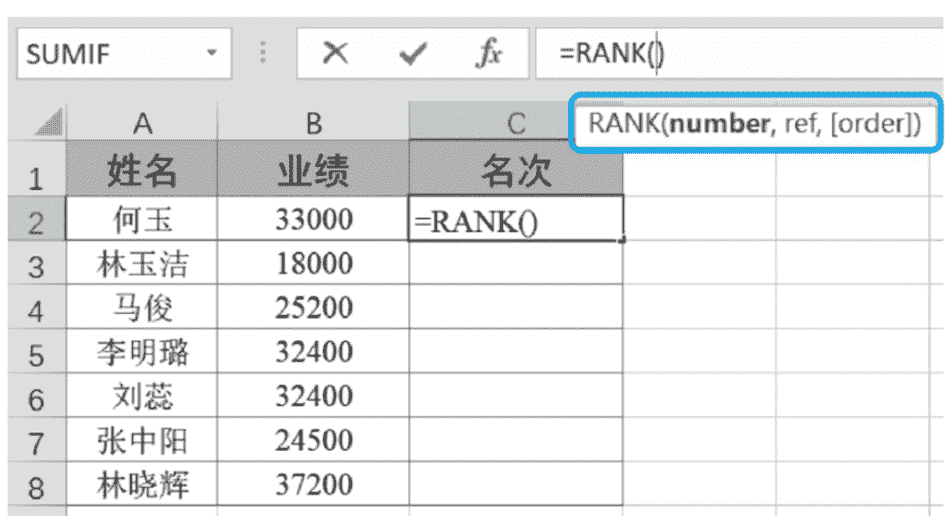 SUMIF =RANK()
RANK(number, ref, [order])
A B C
1 姓名 业绩 名次
2 何玉 33000 =RANK()
3 林玉洁 18000
4 马俊 25200
5 李明璐 32400
6 刘蕊 32400
7 张中阳 24500
8 林晓辉 37200